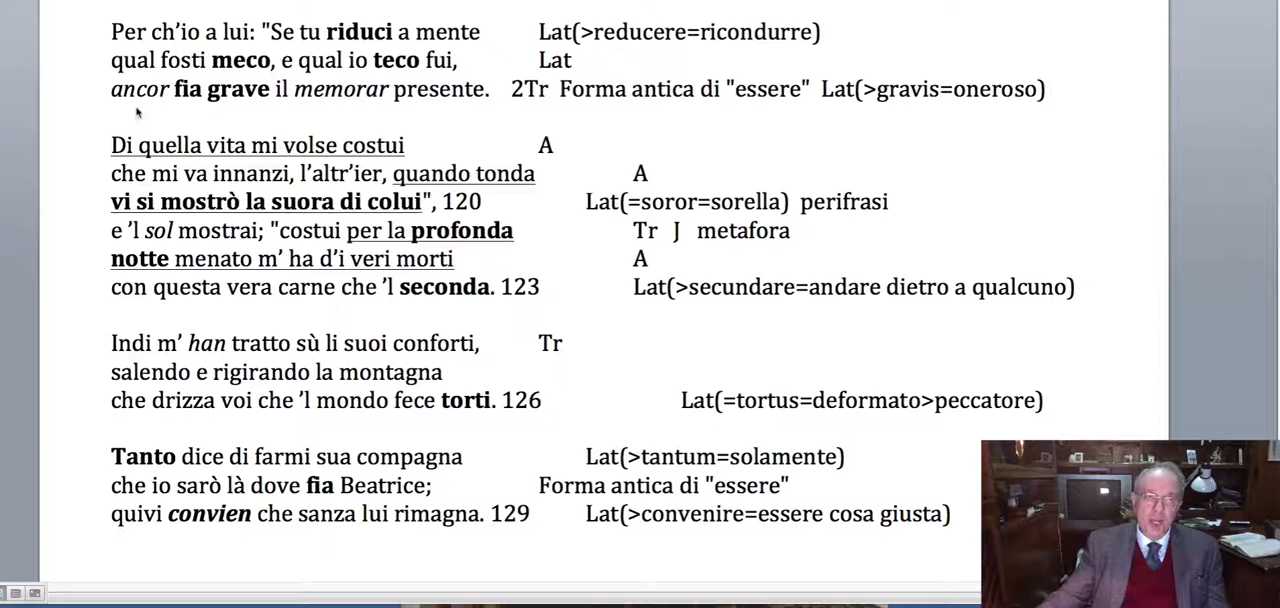 Per ch'io a lui: "Se tu riduci a mente Lat(>reducere=ricondurre)
qual fosti meco, e qual io teco fui, Lat
ancor fia grave il memorar presente. 2Tr Forma antica di "essere" Lat(>gravis=oneroso)
Di quella vita mi volse costui A
che mi va innanzi, l'altr'ier, quando tonda A
vi si mostrò la suora di colui", 120 Lat(=soror=sorella) perifrasi
e 'l sol mostrai; "costui per la profonda Tr J metafora
notte menato m' ha d'i veri morti A
con questa vera carne che 'l seconda. 123 Lat(>secundare=andare dietro a qualcuno)
Indi m' han tratto sù li suoi conforti, Tr
salendo e rigirando la montagna
che drizza voi che 'l mondo fece torti. 126 Lat(=tortus=deformato>peccatore)
Tanto dice di farmi sua compagna Lat(>tantum=solamente)
che io sarò là dove fia Beatrice; Forma antica di "essere"
quivi convien che sanza lui rimagna. 129 Lat(>convenire=essere cosa giusta)